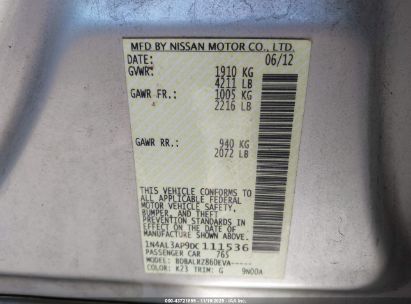 MFD BY NISSAN MOTOR CO., LTD.
DATE: 06/12
GVWR: 1910 KG
4211 LB
GAWR FR.: 1005 KG
2216 LB
GAWR RR.: 940 KG
2072 LB
THIS VEHICLE CONFORMS TO
ALL APPLICABLE FEDERAL
MOTOR VEHICLE SAFETY,
BUMPER, AND THEFT
PREVENTION STANDARDS IN
EFFECT ON THE DATE OF
MANUFACTURE SHOWN ABOVE.
1N4AL3AP9DC111536
PASSENGER CAR 765
MODEL: BDBALRZ860EVA-----
COLOR: K23 TRIM: G 9N00A